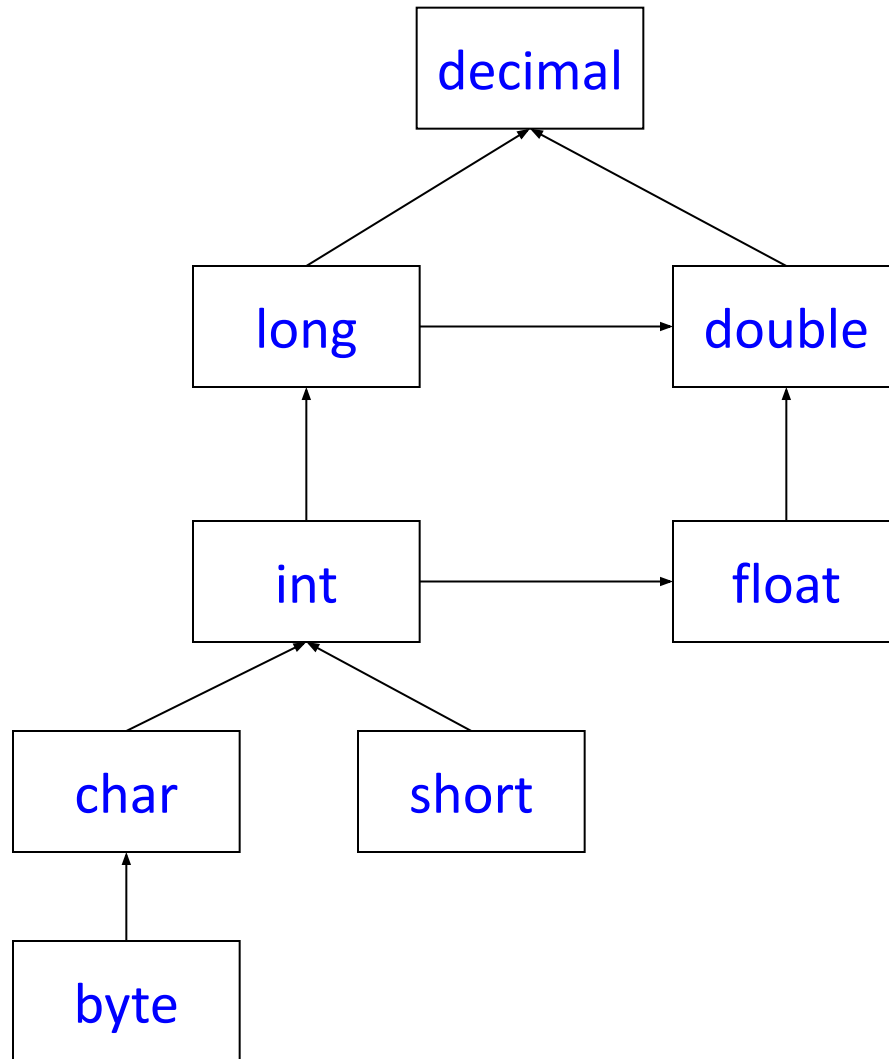 decimal
long
double
int
float
char
short
byte